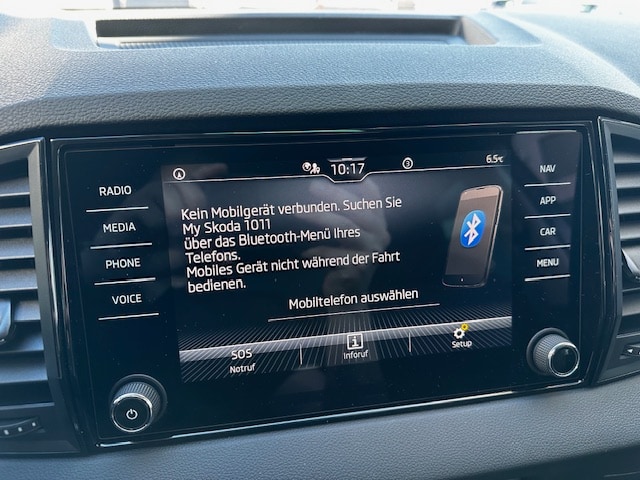 10:17
3
6.5°C
RADIO
MEDIA
PHONE
VOICE
Kein Mobilgerät verbunden. Suchen Sie
My Skoda 1011
über das Bluetooth-Menü Ihres
Telefons.
Mobiles Gerät nicht während der Fahrt
bedienen.
Mobiltelefon auswählen
SOS
Notruf
i
Inforuf
Setup
NAV
APP
CAR
MENU